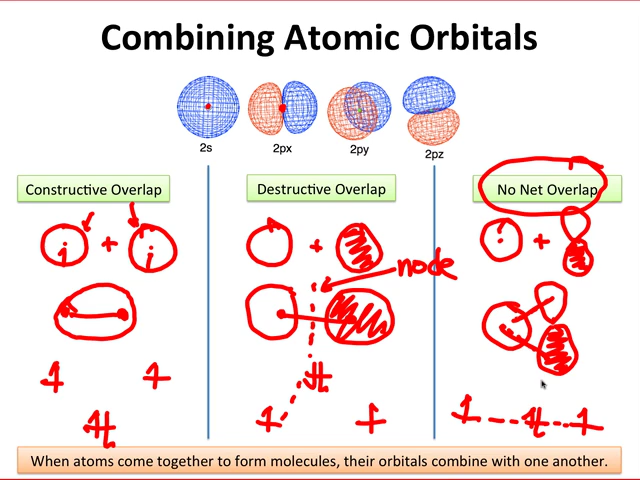 Combining Atomic Orbitals
2s
2px
2py
2pz
Constructive Overlap
Destructive Overlap
No Net Overlap
+
+
+
node
When atoms come together to form molecules, their orbitals combine with one another.